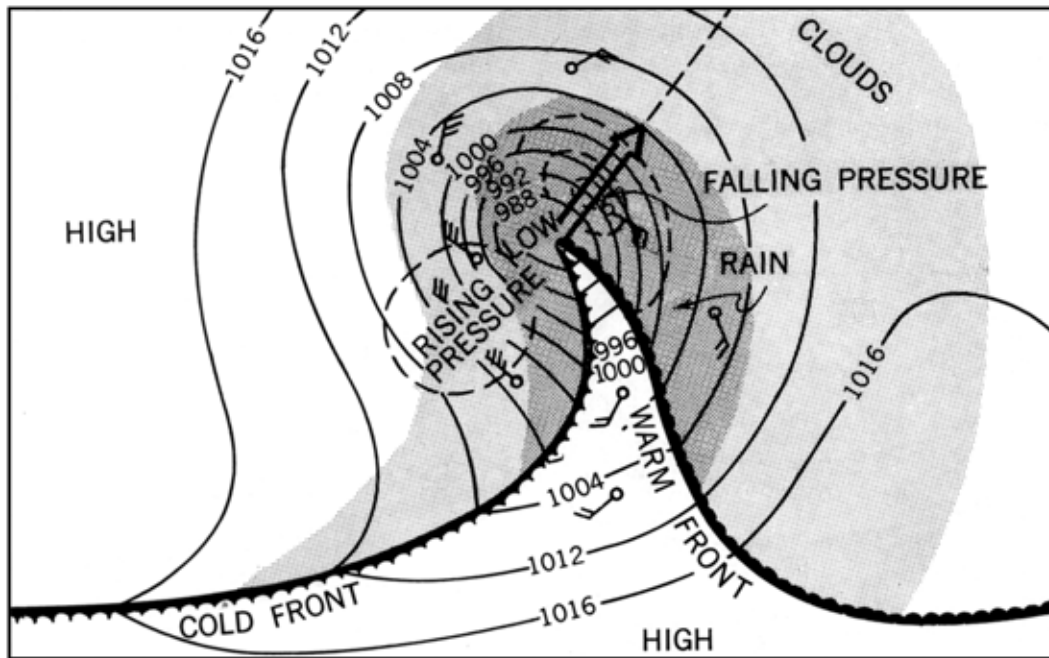 1016
1012
CLOUDS
1008
1004
1000
996
992
988
LOW
FALLING PRESSURE
HIGH
RAIN
RISING
PRESSURE
996
1000
1016
WARM
FRONT
1004
1012
COLD FRONT
1016
HIGH